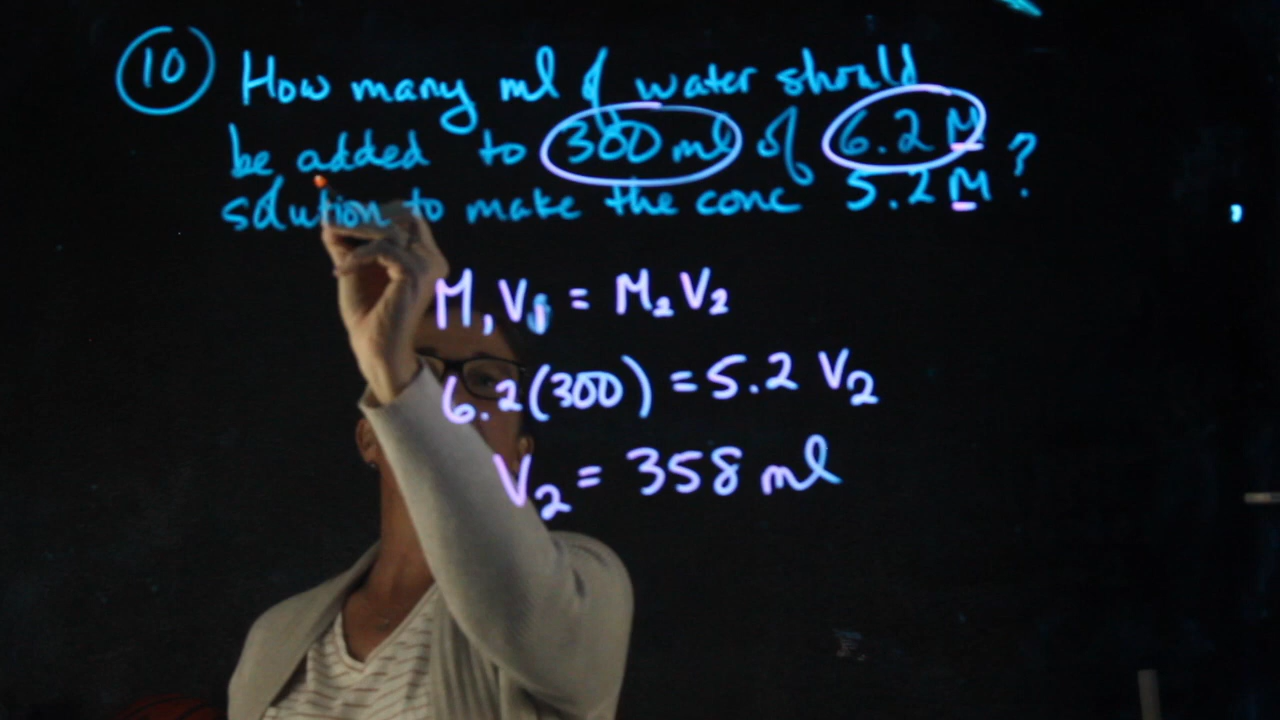 10 How many ml of water should
be added to 300 ml of 6.2 M
solution to make the conc 5.2 M ?
M₁V₁ = M₂V₂
6.2(300) = 5.2 V₂
V₂ = 358 ml